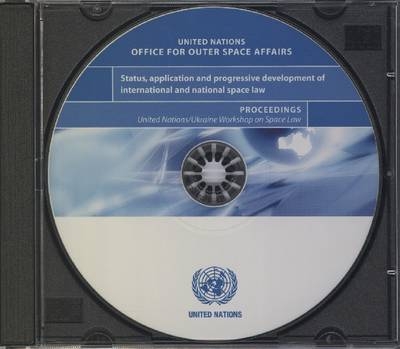 UNITED NATIONS
OFFICE FOR OUTER SPACE AFFAIRS
Status, application and progressive development of
international and national space law
PROCEEDINGS
United Nations/Ukraine Workshop on Space Law
UNITED NATIONS